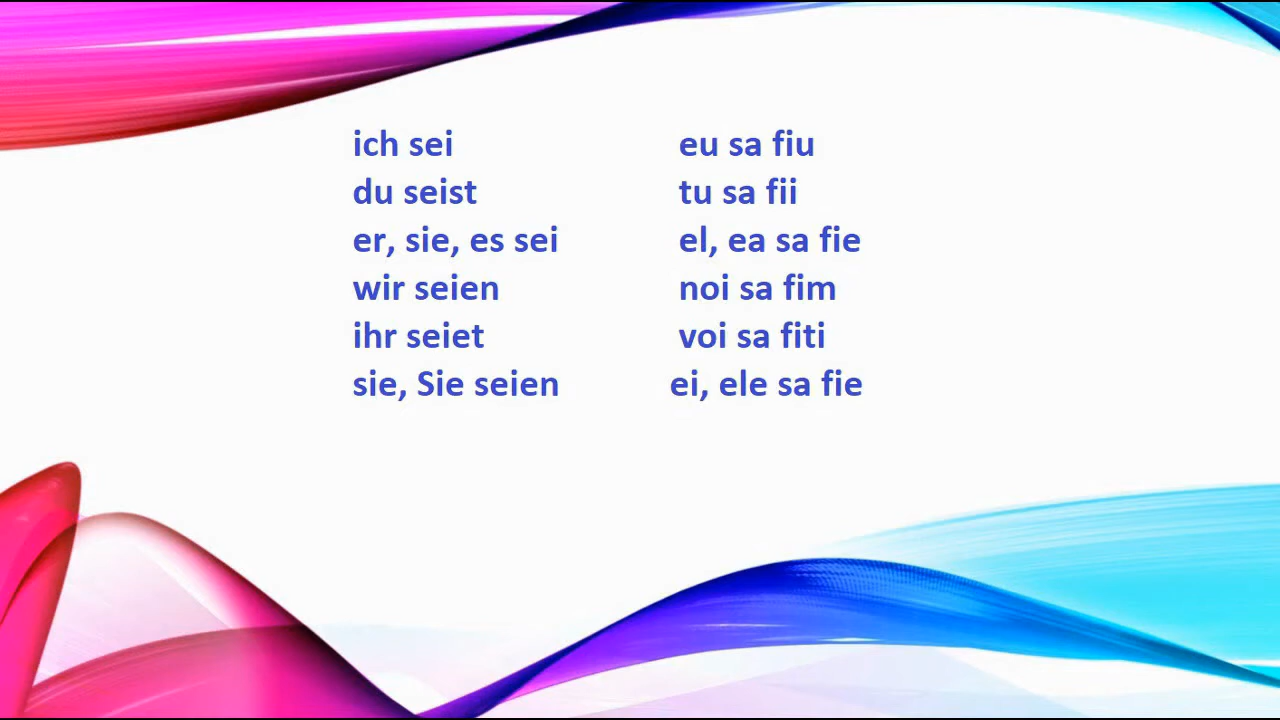 ich sei eu sa fiu
du seist tu sa fii
er, sie, es sei el, ea sa fie
wir seien noi sa fim
ihr seiet voi sa fiti
sie, Sie seien ei, ele sa fie